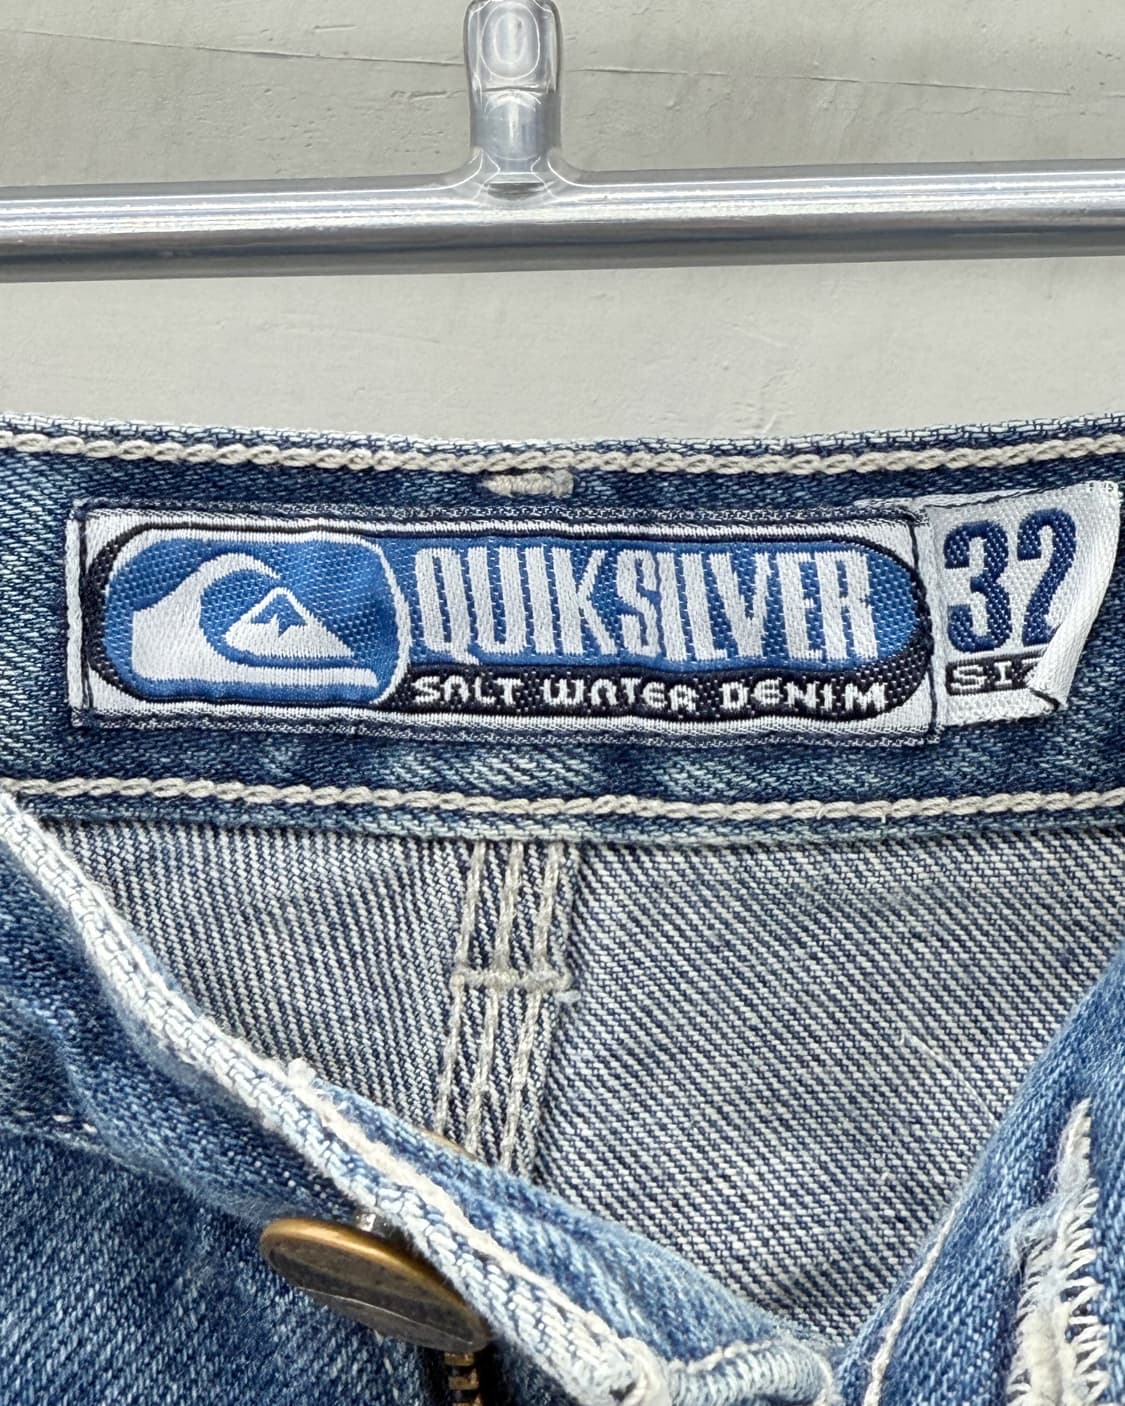 QUIKSILVER
SALT WATER DENIM
32